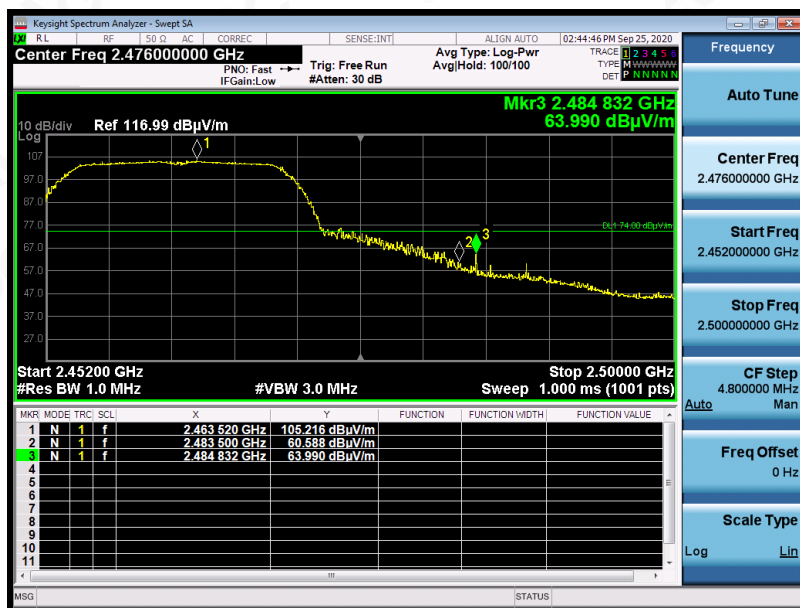 Keysight Spectrum Analyzer - Swept SA
LXI RL RF 50 Ω AC CORREC SENSE:INT ALIGN AUTO 02:44:46 PM Sep 25, 2020
Center Freq 2.476000000 GHz
PNO: Fast
IFGain:Low
Trig: Free Run
#Atten: 30 dB
Avg Type: Log-Pwr
Avg|Hold: 100/100
TRACE 1 2 3 4 5 6
TYPE M W W W W W
DET P N N N N N
Mkr3 2.484 832 GHz
63.990 dBµV/m
10 dB/div Ref 116.99 dBµV/m
Log
107
97.0
87.0
77.0
67.0
57.0
47.0
37.0
27.0
1
2
3
DL1 74.00 dBµV/m
Start 2.45200 GHz Stop 2.50000 GHz
#Res BW 1.0 MHz #VBW 3.0 MHz Sweep 1.000 ms (1001 pts)
MKR MODE TRC SCL X Y FUNCTION FUNCTION WIDTH FUNCTION VALUE
1 N 1 f 2.463 520 GHz 105.216 dBµV/m
2 N 1 f 2.483 500 GHz 60.588 dBµV/m
3 N 1 f 2.484 832 GHz 63.990 dBµV/m
4
5
6
7
8
9
10
11
MSG STATUS
Frequency
Auto Tune
Center Freq
2.476000000 GHz
Start Freq
2.452000000 GHz
Stop Freq
2.500000000 GHz
CF Step
4.800000 MHz
Auto Man
Freq Offset
0 Hz
Scale Type
Log Lin